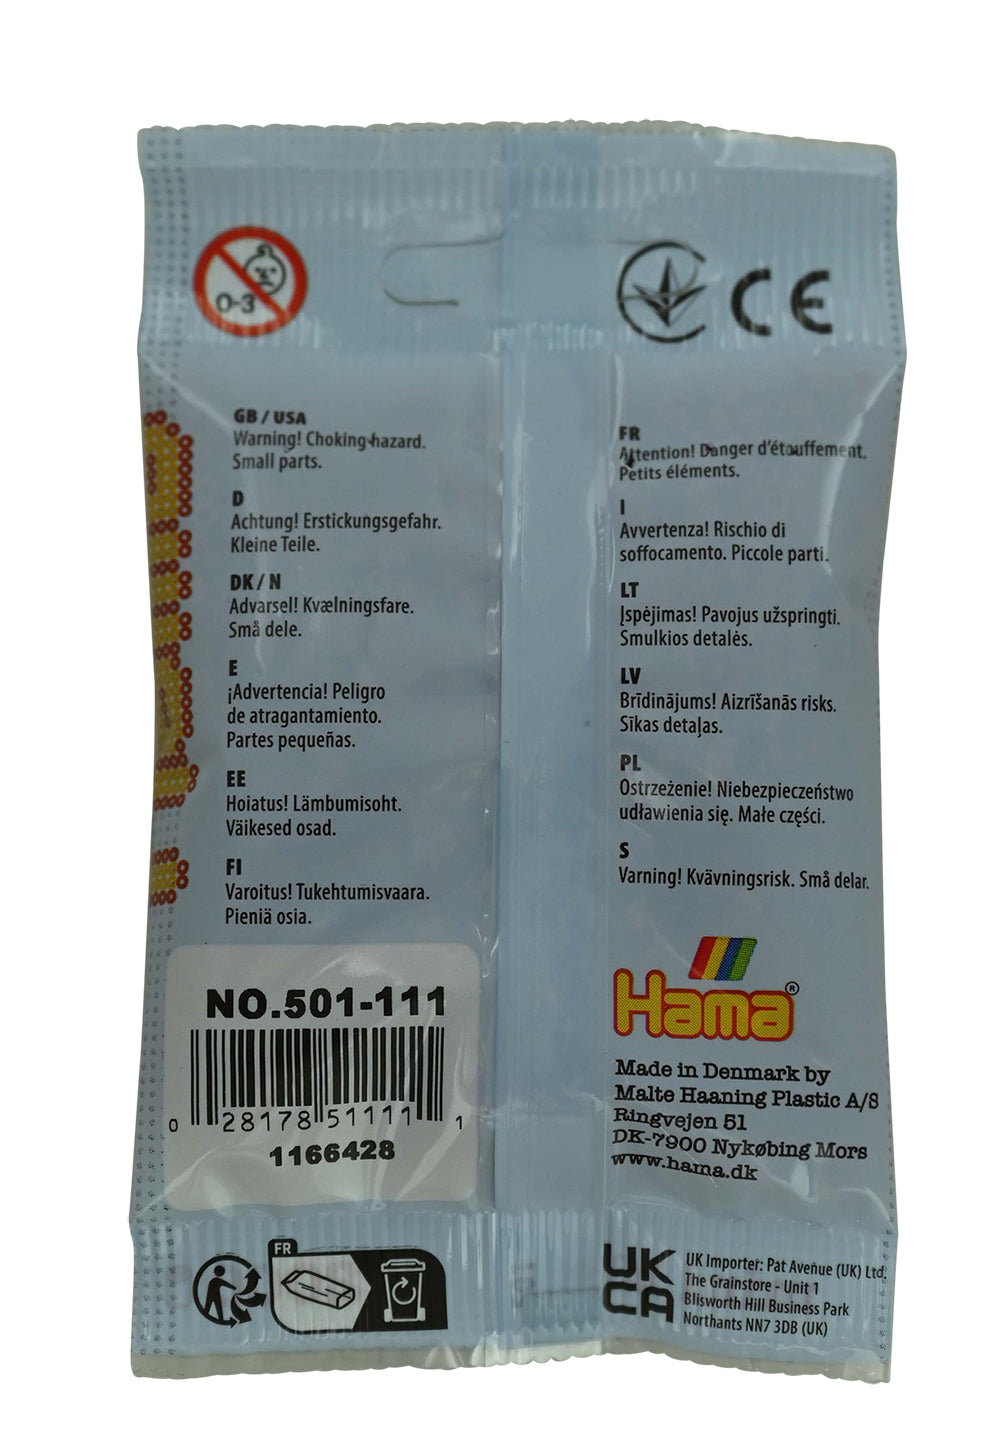 0-3
CE
GB / USA
Warning! Choking hazard.
Small parts.
D
Achtung! Erstickungsgefahr.
Kleine Teile.
DK / N
Advarsel! Kvælningsfare.
Små dele.
E
¡Advertencia! Peligro
de atragantamiento.
Partes pequeñas.
EE
Hoiatus! Lämbumisoht.
Väikesed osad.
FI
Varoitus! Tukehtumisvaara.
Pieniä osia.
FR
Attention! Danger d'étouffement.
Petits éléments.
I
Avvertenza! Rischio di
soffocamento. Piccole parti.
LT
Įspėjimas! Pavojus užspringti.
Smulkios detalės.
LV
Brīdinājums! Aizrīšanās risks.
Sīkas detaļas.
PL
Ostrzeżenie! Niebezpieczeństwo
udławienia się. Małe części.
S
Varning! Kvävningsrisk. Små delar.
NO.501-111
0 28178 51111 1
1166428
Hama®
Made in Denmark by
Malte Haaning Plastic A/S
Ringvejen 51
DK-7900 Nykøbing Mors
www.hama.dk
FR
UK
CA
UK Importer: Pat Avenue (UK) Ltd.
The Grainstore - Unit 1
Blisworth Hill Business Park
Northants NN7 3DB (UK)